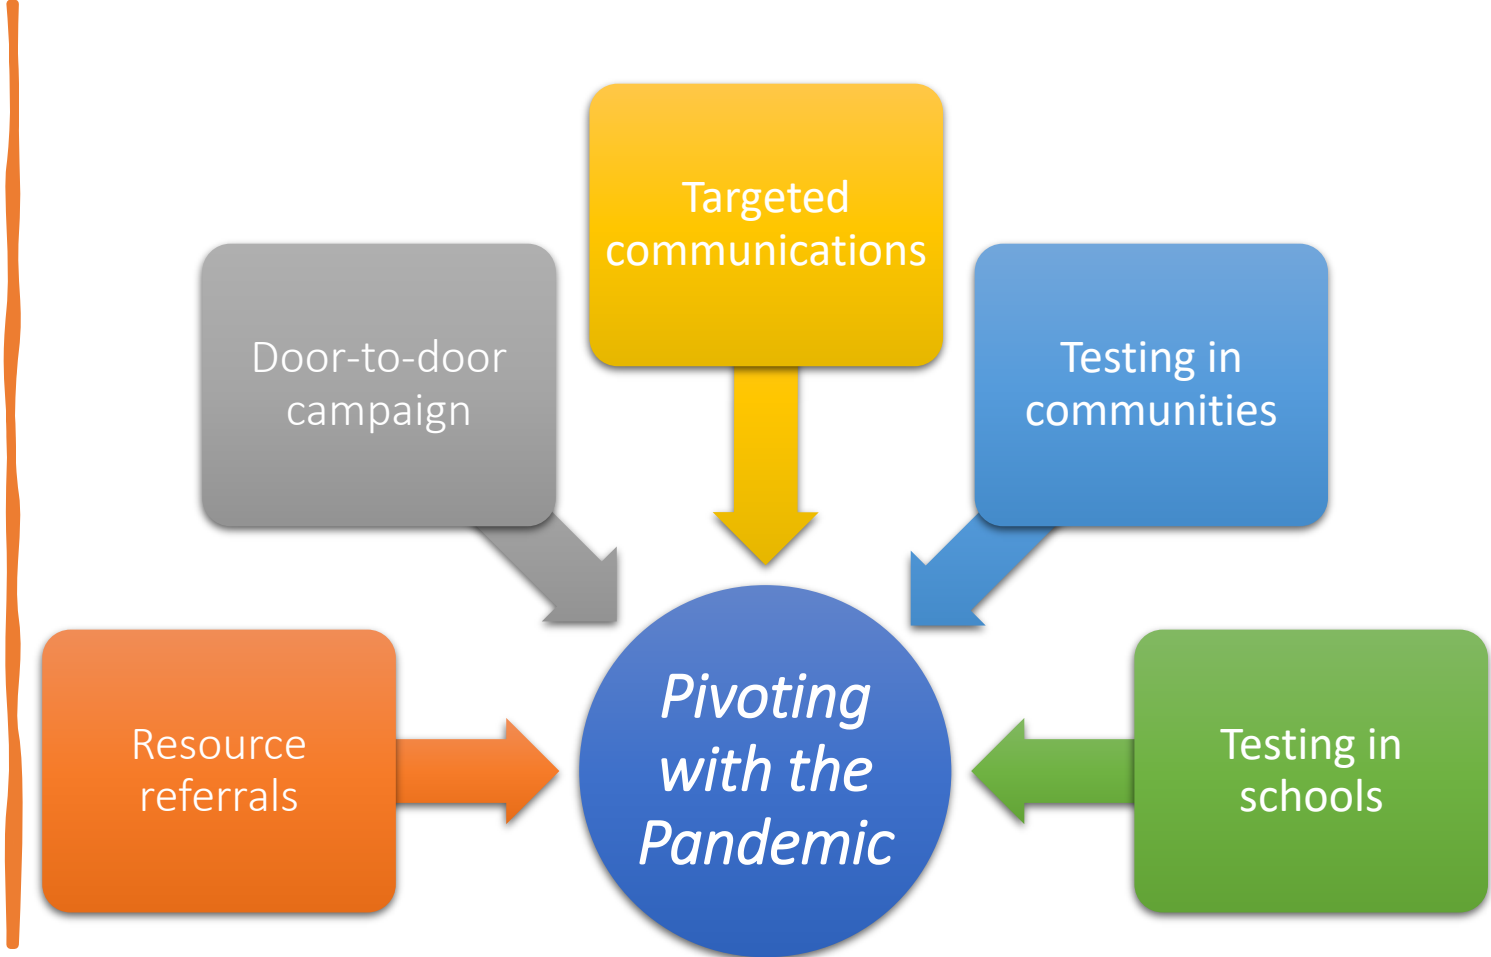 Targeted
communications
Door-to-door
campaign
Testing in
communities
Resource
referrals
Pivoting
with the
Pandemic
Testing in
schools